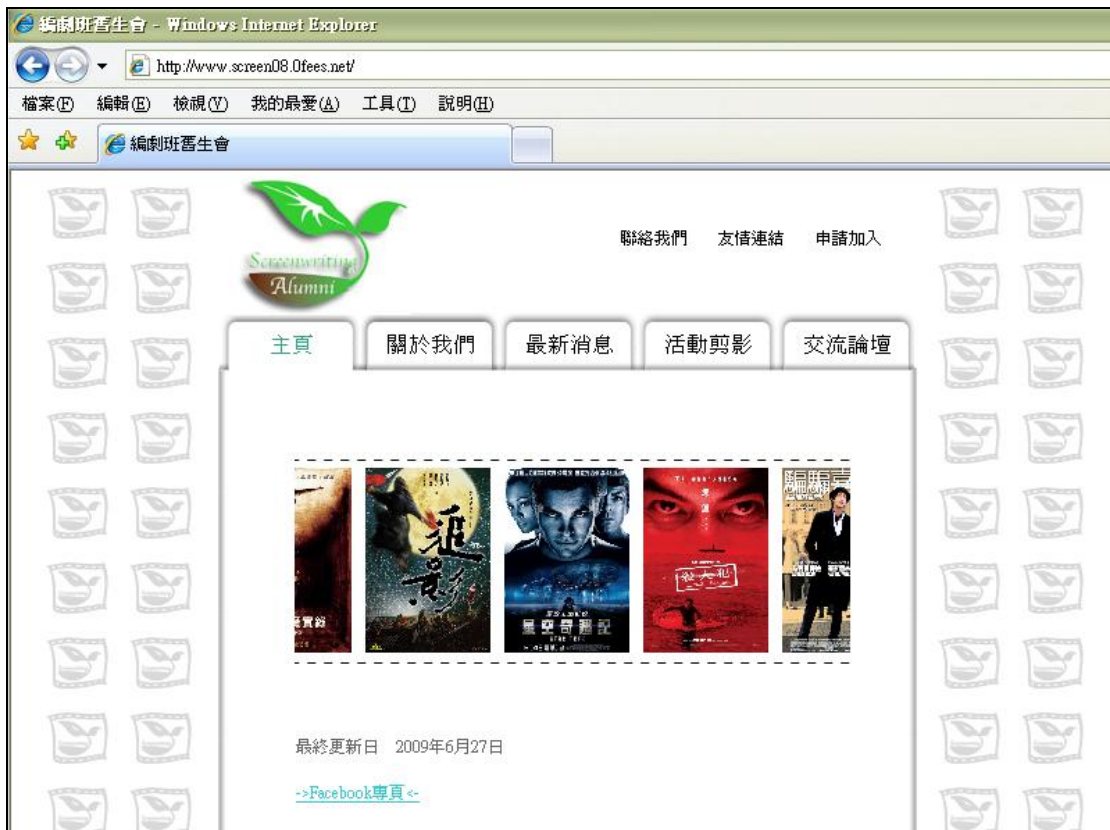 編劇班舊生會 - Windows Internet Explorer
http://www.screen08.0fees.net/
檔案(F) 編輯(E) 檢視(V) 我的最愛(A) 工具(T) 說明(H)
編劇班舊生會
Screenwriting
Alumni
聯絡我們 友情連結 申請加入
主頁 關於我們 最新消息 活動剪影 交流論壇
追影
星空奇遇記
殺人犯
最終更新日 2009年6月27日
->Facebook專頁<-